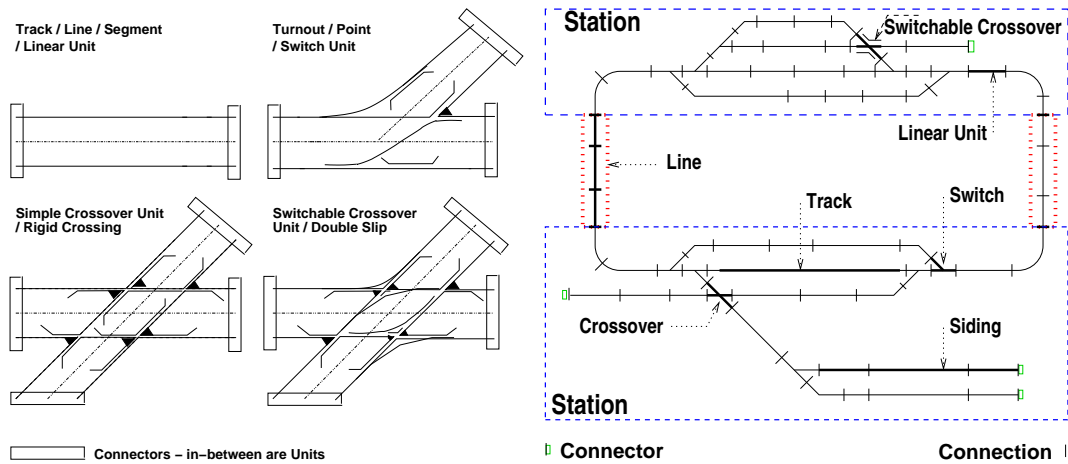 Track / Line / Segment
/ Linear Unit
Turnout / Point
/ Switch Unit
Simple Crossover Unit
/ Rigid Crossing
Switchable Crossover
Unit / Double Slip
Connectors – in–between are Units
Station
Switchable Crossover
Linear Unit
Line
Track
Switch
Crossover
Siding
Station
Connector
Connection